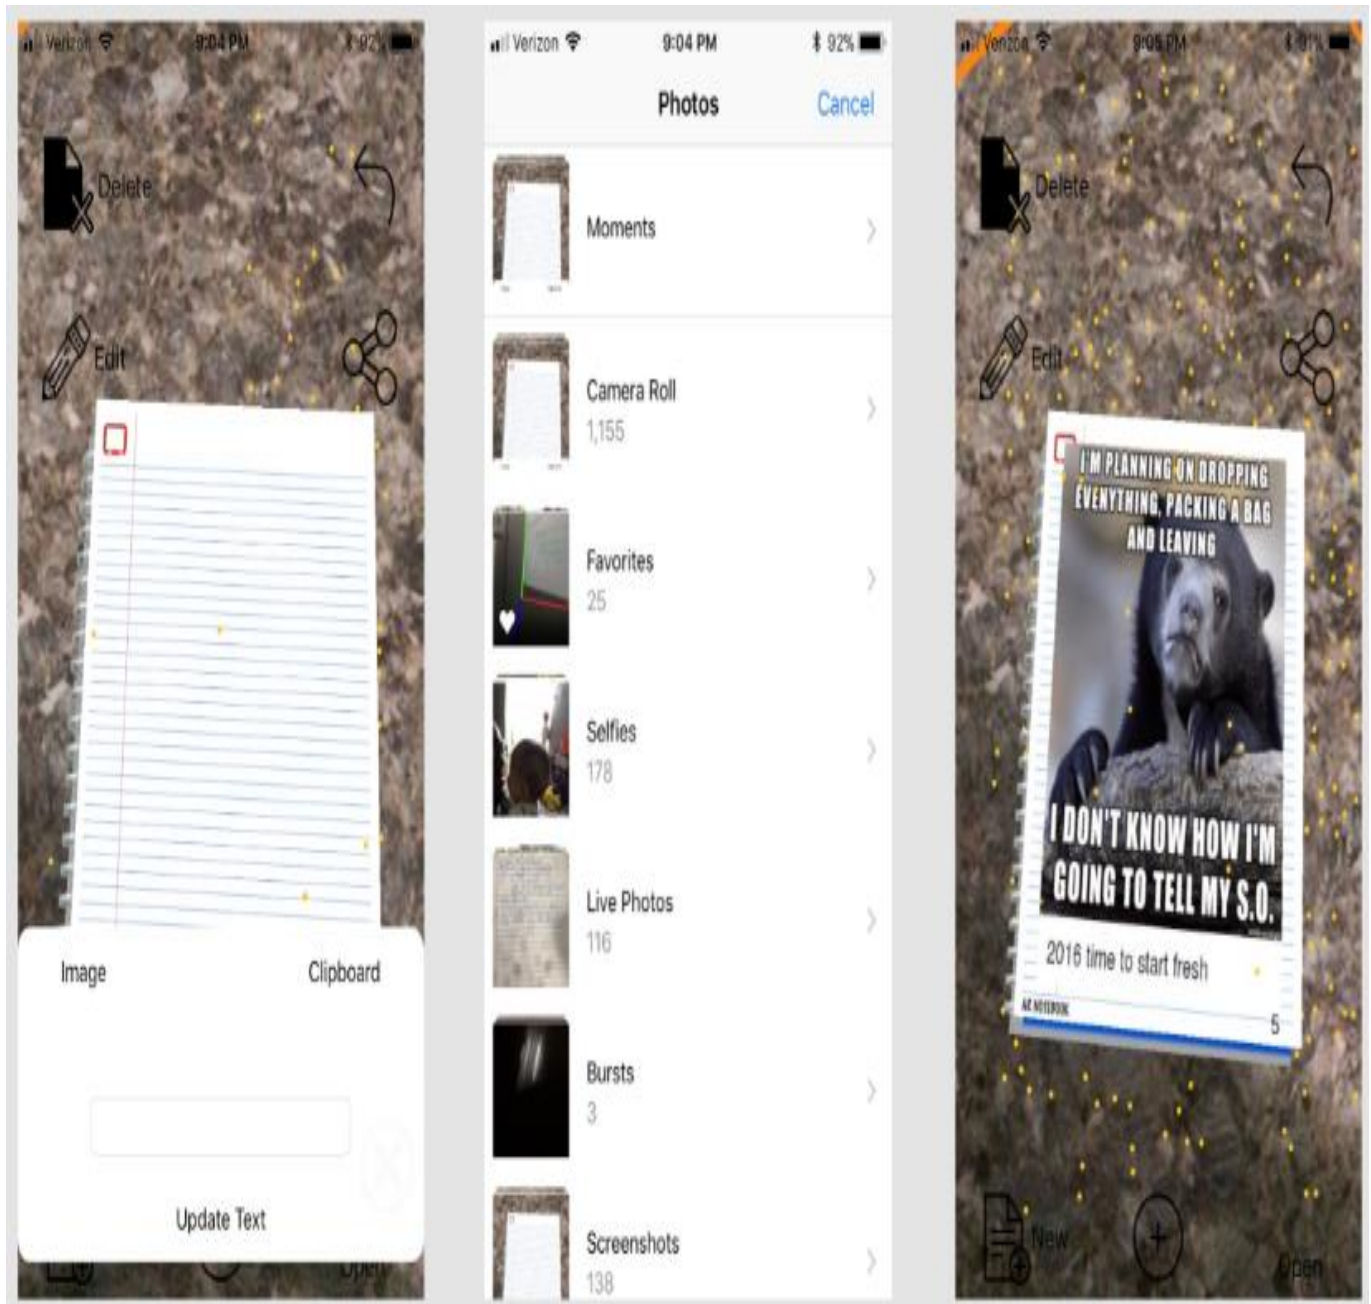 Verizon 9:04 PM 92%
Delete
Edit
Image Clipboard
Update Text
Open
Verizon 9:04 PM 92%
Photos Cancel
Moments
Camera Roll
1,155
Favorites
25
Selfies
178
Live Photos
116
Bursts
3
Screenshots
138
Verizon 9:05 PM 91%
Delete
Edit
I'M PLANNING ON DROPPING
EVENYTHING, PACKING A BAG
AND LEAVING
I DON'T KNOW HOW I'M
GOING TO TELL MY S.O.
2016 time to start fresh
AR NOTEBOOK
5
New
Open